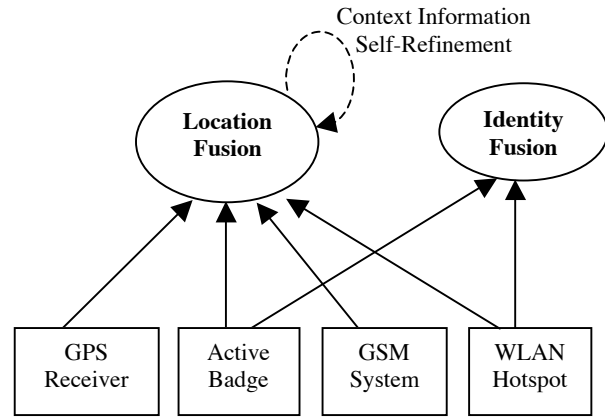 Context Information
Self-Refinement
Location
Fusion
Identity
Fusion
GPS
Receiver
Active
Badge
GSM
System
WLAN
Hotspot